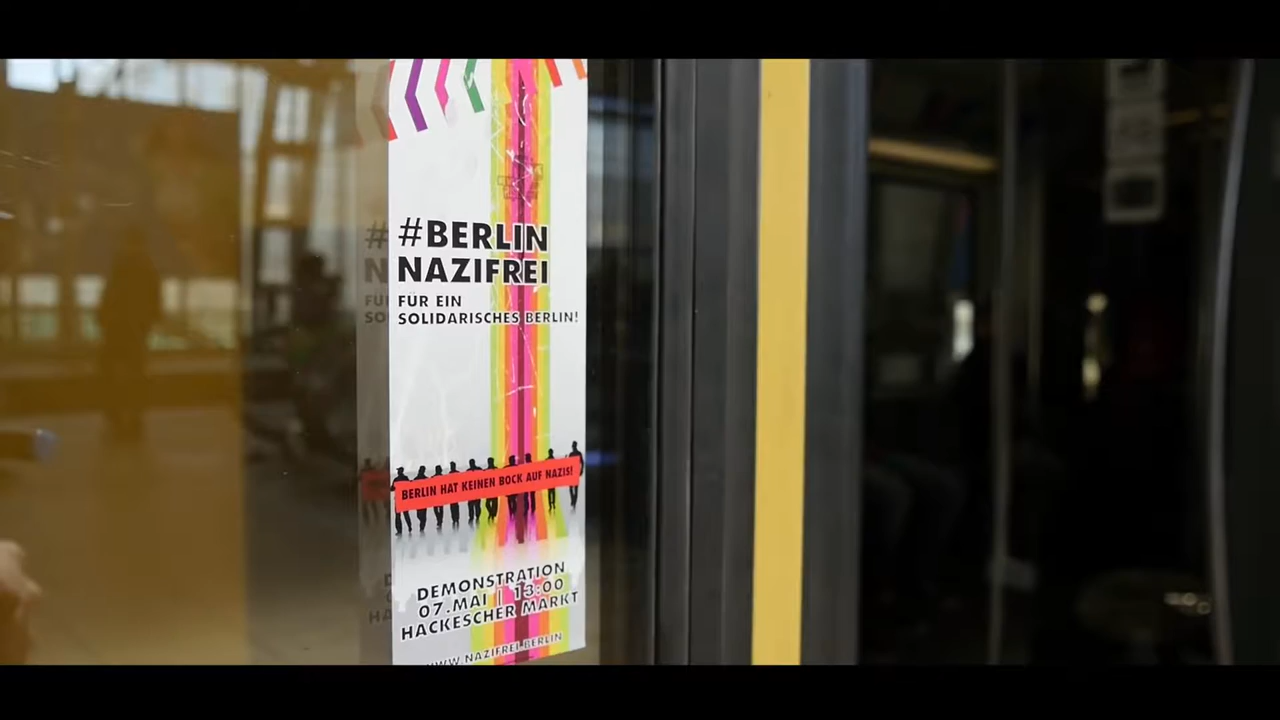 #BERLIN
NAZIFREI
FÜR EIN
SOLIDARISCHES BERLIN!
BERLIN HAT KEINEN BOCK AUF NAZIS!
DEMONSTRATION
07.MAI | 13:00
HACKESCHER MARKT
WWW.NAZIFREI.BERLIN